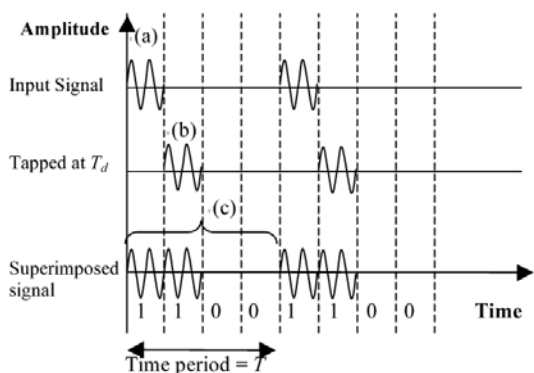 Amplitude
(a)
Input Signal
(b)
Tapped at T_d
(c)
Superimposed
signal
1 1 0 0 1 1 0 0
Time
Time period = T